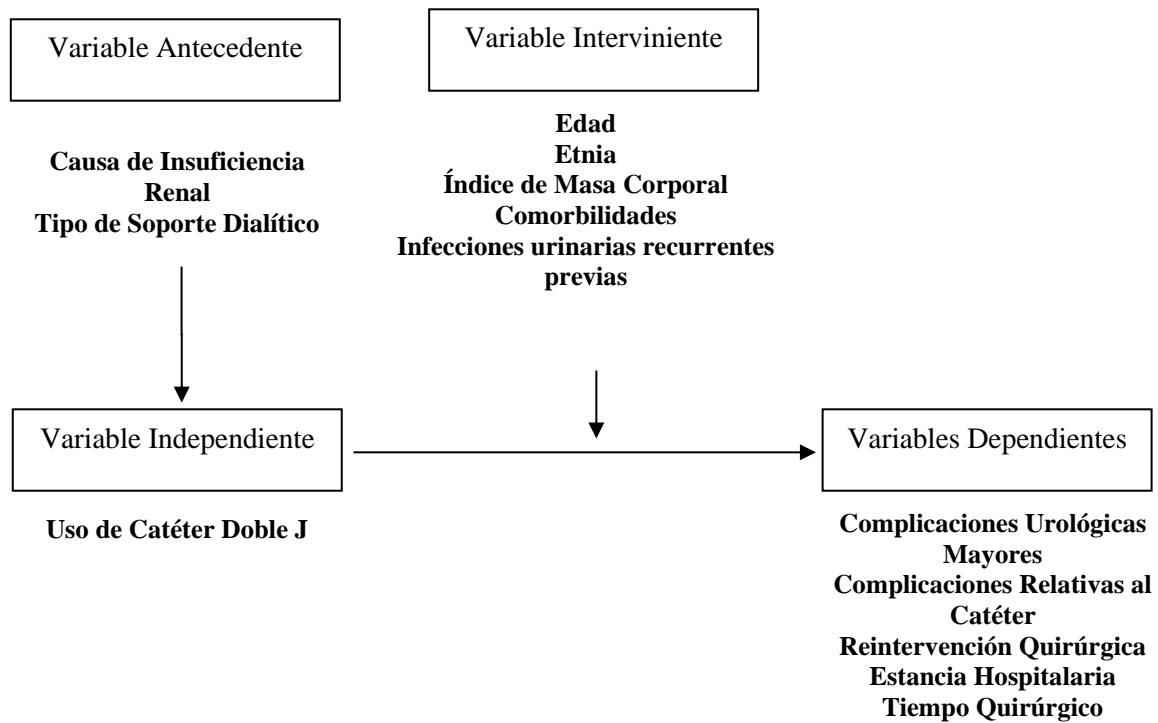 Variable Antecedente
Causa de Insuficiencia
Renal
Tipo de Soporte Dialítico
Variable Interviniente
Edad
Etnia
Índice de Masa Corporal
Comorbilidades
Infecciones urinarias recurrentes
previas
Variable Independiente
Uso de Catéter Doble J
Variables Dependientes
Complicaciones Urológicas
Mayores
Complicaciones Relativas al
Catéter
Reintervención Quirúrgica
Estancia Hospitalaria
Tiempo Quirúrgico